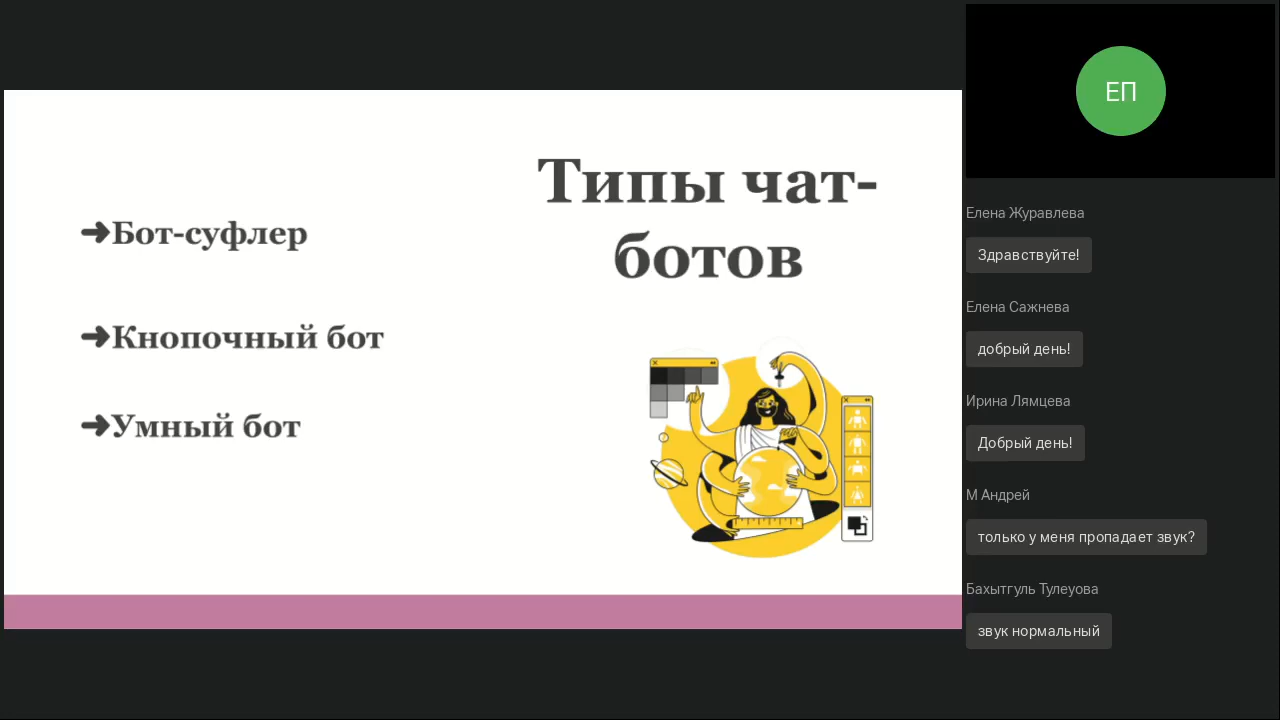 Типы чат-
ботов
➜Бот-суфлер
➜Кнопочный бот
➜Умный бот
ЕП
Елена Журавлева
Здравствуйте!
Елена Сажнева
добрый день!
Ирина Лямцева
Добрый день!
М Андрей
только у меня пропадает звук?
Бахытгуль Тулеуова
звук нормальный